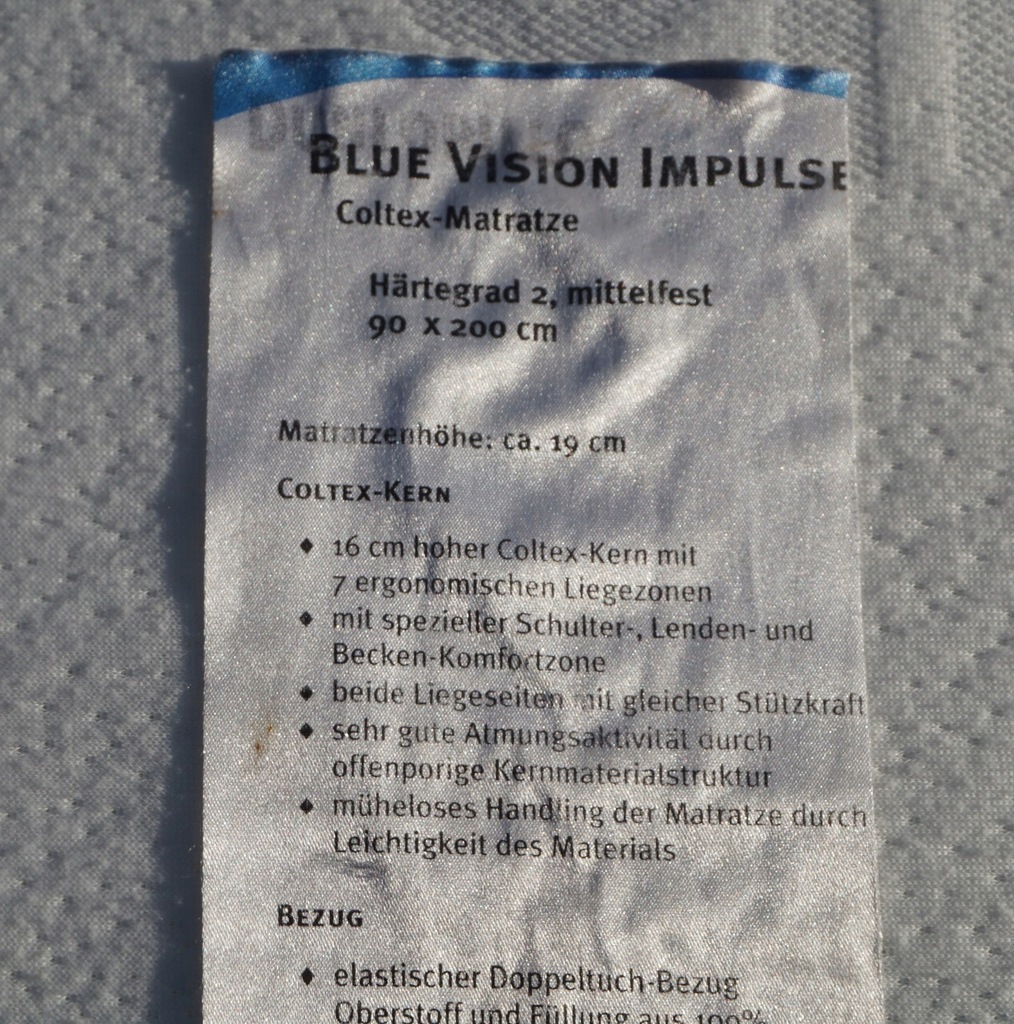 BLUE VISION IMPULSE
Coltex-Matratze
Härtegrad 2, mittelfest
90 x 200 cm
Matratzenhöhe: ca. 19 cm
COLTEX-KERN
♦ 16 cm hoher Coltex-Kern mit
7 ergonomischen Liegezonen
♦ mit spezieller Schulter-, Lenden- und
Becken-Komfortzone
♦ beide Liegeseiten mit gleicher Stützkraft
♦ sehr gute Atmungsaktivität durch
offenporige Kernmaterialstruktur
♦ müheloses Handling der Matratze durch
Leichtigkeit des Materials
BEZUG
♦ elastischer Doppeltuch-Bezug
Oberstoff und Füllung aus 100%